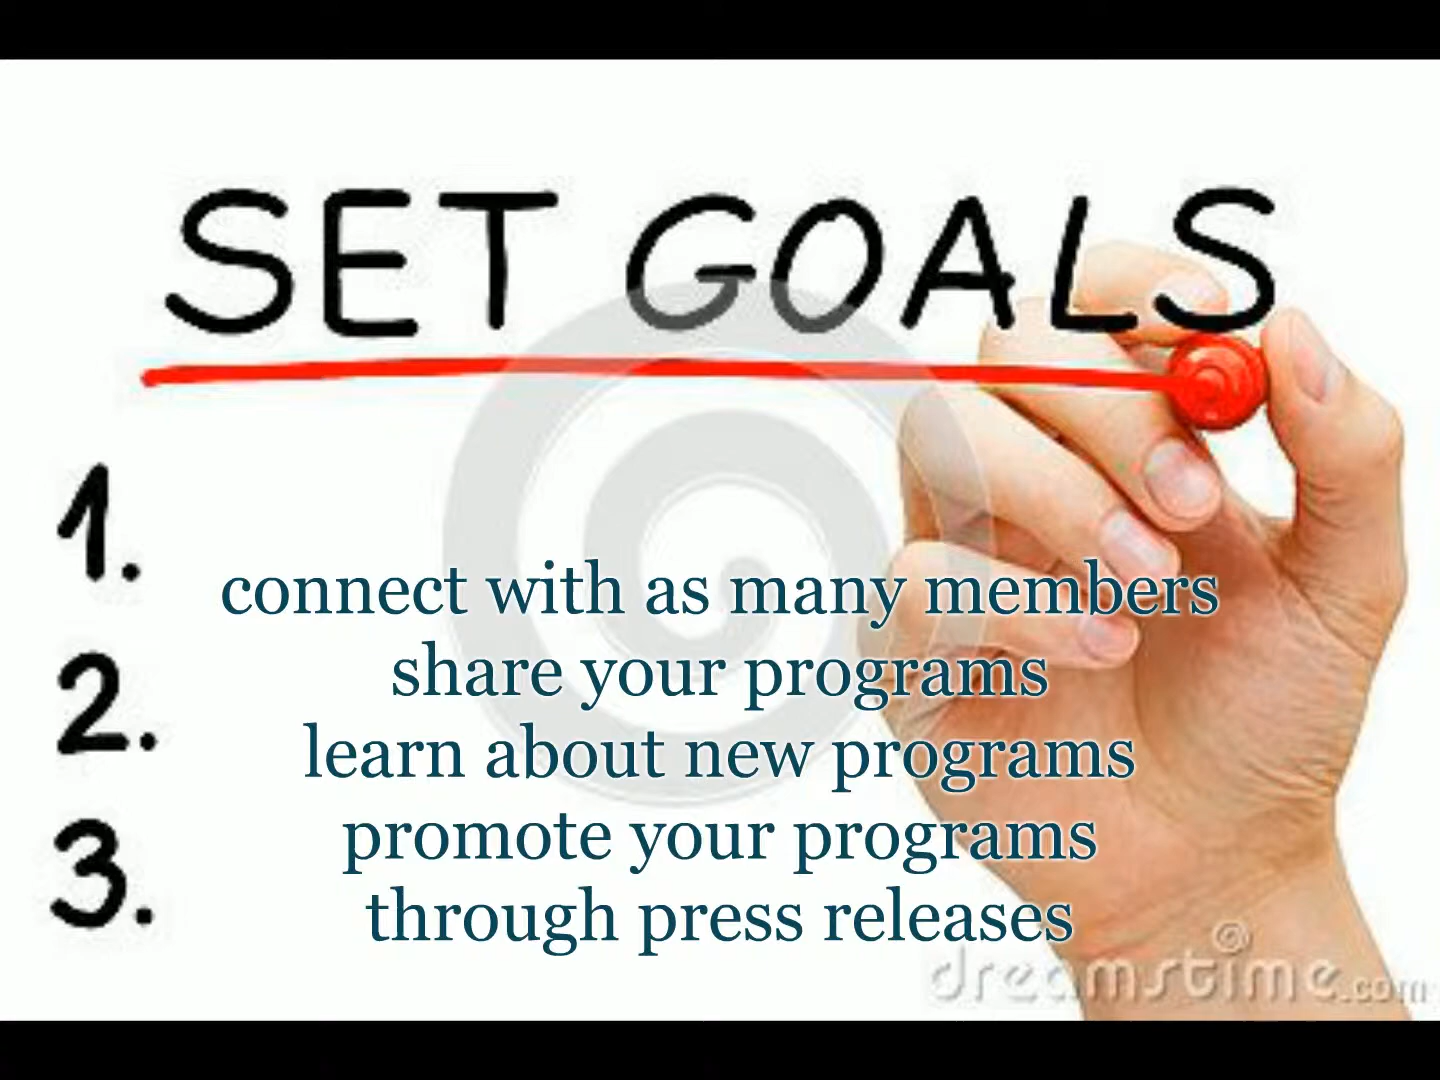 SET GOALS
1.
connect with as many members
share your programs
2.
learn about new programs
promote your programs
3.
through press releases
dreamstime.com